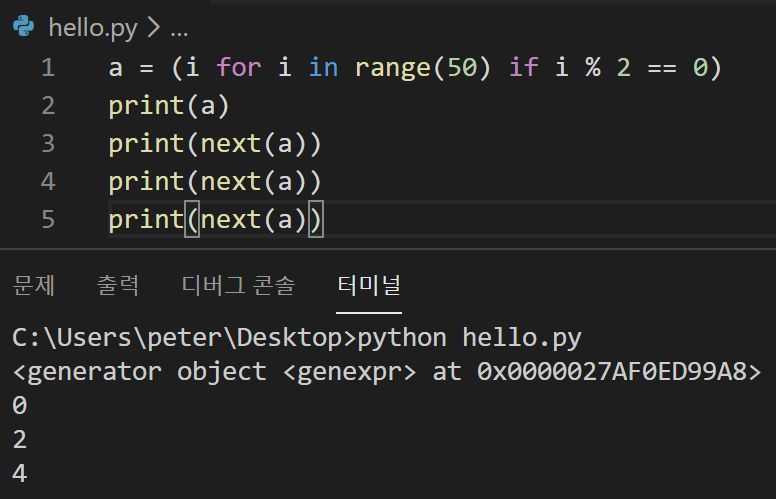 hello.py > ...
1 a = (i for i in range(50) if i % 2 == 0)
2 print(a)
3 print(next(a))
4 print(next(a))
5 print(next(a))
문제 출력 디버그 콘솔 터미널
C:\Users\peter\Desktop>python hello.py
<generator object <genexpr> at 0x0000027AF0ED99A8>
0
2
4